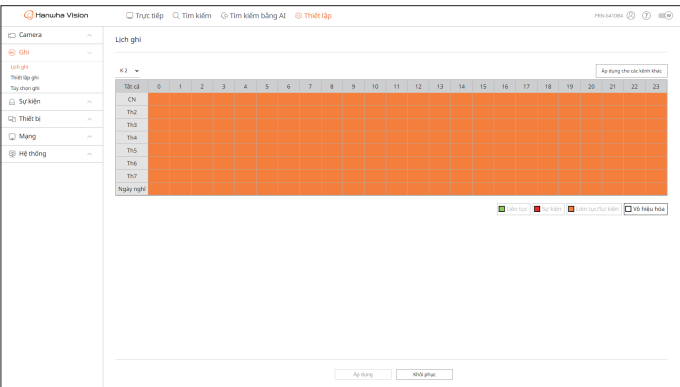 Hanwha Vision
Trực tiếp Tìm kiếm Tìm kiếm bằng AI Thiết lập
Camera
Ghi
Lịch ghi
Thiết lập ghi
Tùy chọn ghi
Sự kiện
Thiết bị
Mạng
Hệ thống
Lịch ghi
K 2 Áp dụng cho các kênh khác
Tất cả 0 1 2 3 4 5 6 7 8 9 10 11 12 13 14 15 16 17 18 19 20 21 22 23
CN
Th2
Th3
Th4
Th5
Th6
Th7
Ngày nghỉ
Liên tục Sự kiện Liên tục/Sự kiện Vô hiệu hóa
Áp dụng Khôi phục